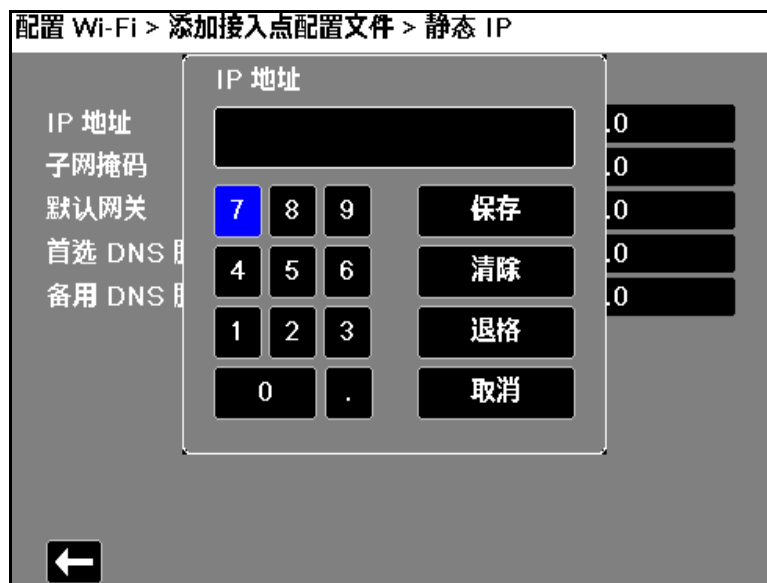 配置 Wi-Fi > 添加接入点配置文件 > 静态 IP
IP 地址
IP 地址 .0
子网掩码 .0
默认网关 .0
首选 DNS .0
备用 DNS .0
7 8 9 保存
4 5 6 清除
1 2 3 退格
0 . 取消